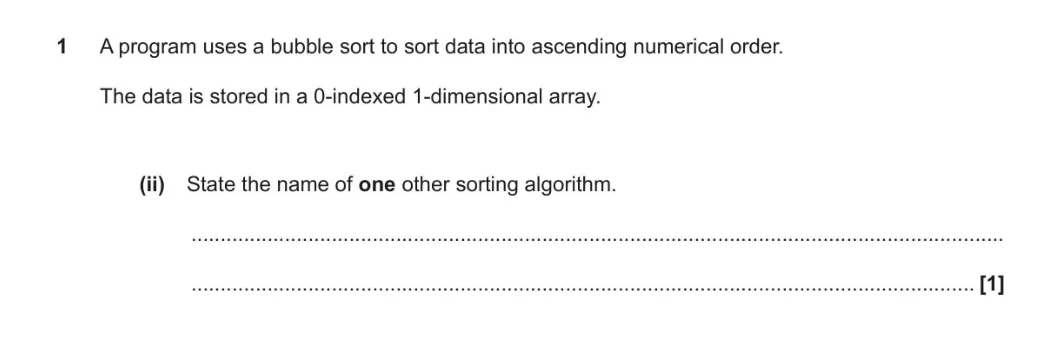 1 A program uses a bubble sort to sort data into ascending numerical order.
The data is stored in a 0-indexed 1-dimensional array.
(ii) State the name of one other sorting algorithm.
..........................................................................................................................................
..................................................................................................................................... [1]